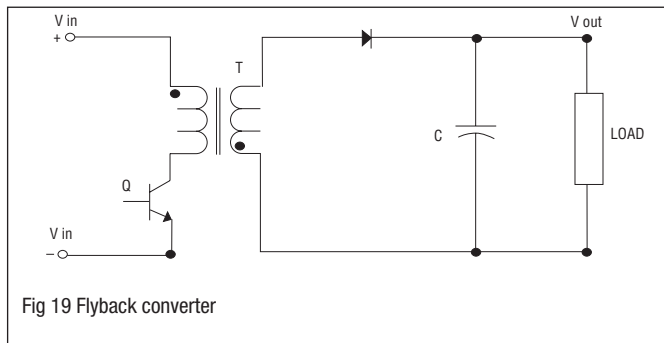 V in
+
T
V out
C
LOAD
Q
V in
–
Fig 19 Flyback converter